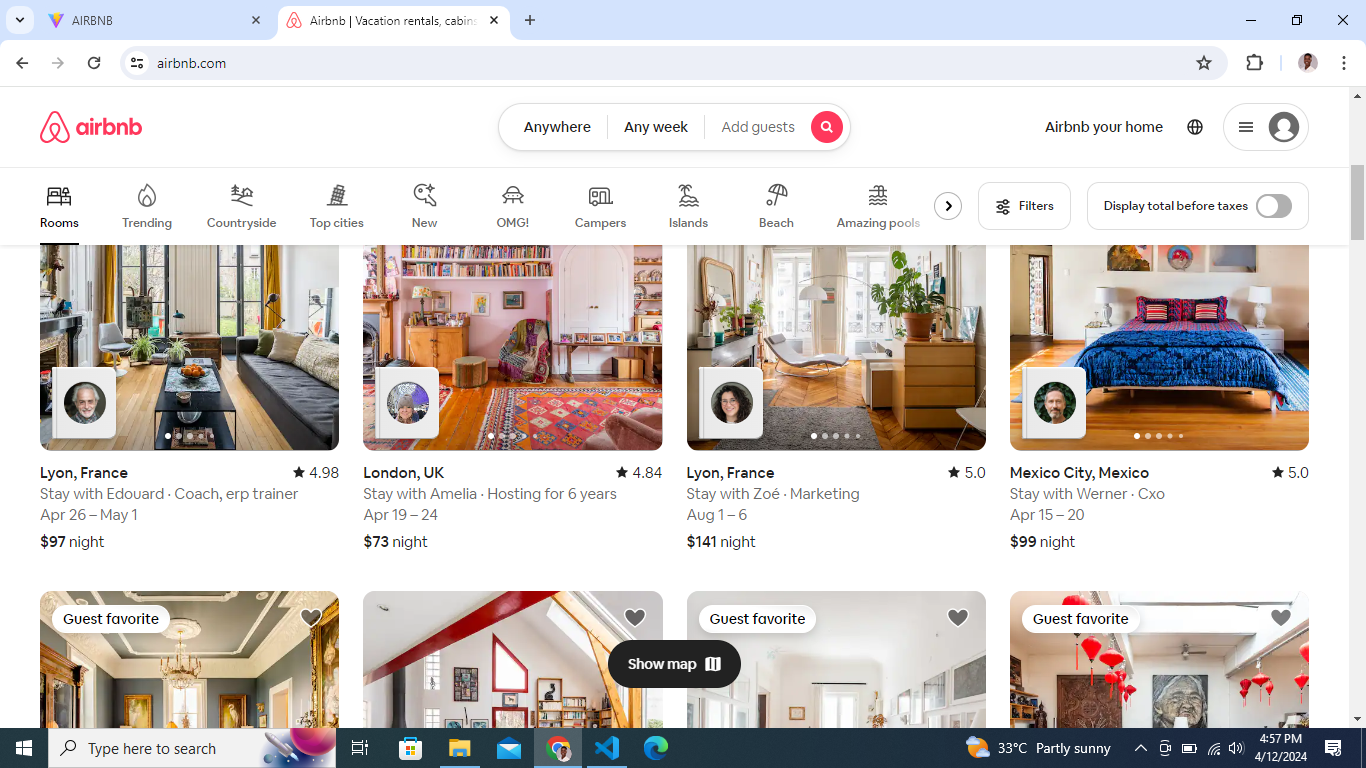 AIRBNB
Airbnb | Vacation rentals, cabins
airbnb.com
airbnb
Anywhere
Any week
Add guests
Airbnb your home
Rooms
Trending
Countryside
Top cities
New
OMG!
Campers
Islands
Beach
Amazing pools
Filters
Display total before taxes
Lyon, France
4.98
Stay with Edouard · Coach, erp trainer
Apr 26 – May 1
$97 night
London, UK
4.84
Stay with Amelia · Hosting for 6 years
Apr 19 – 24
$73 night
Lyon, France
5.0
Stay with Zoé · Marketing
Aug 1 – 6
$141 night
Mexico City, Mexico
5.0
Stay with Werner · Cxo
Apr 15 – 20
$99 night
Guest favorite
Guest favorite
Guest favorite
Show map
Type here to search
33°C Partly sunny
4:57 PM
4/12/2024